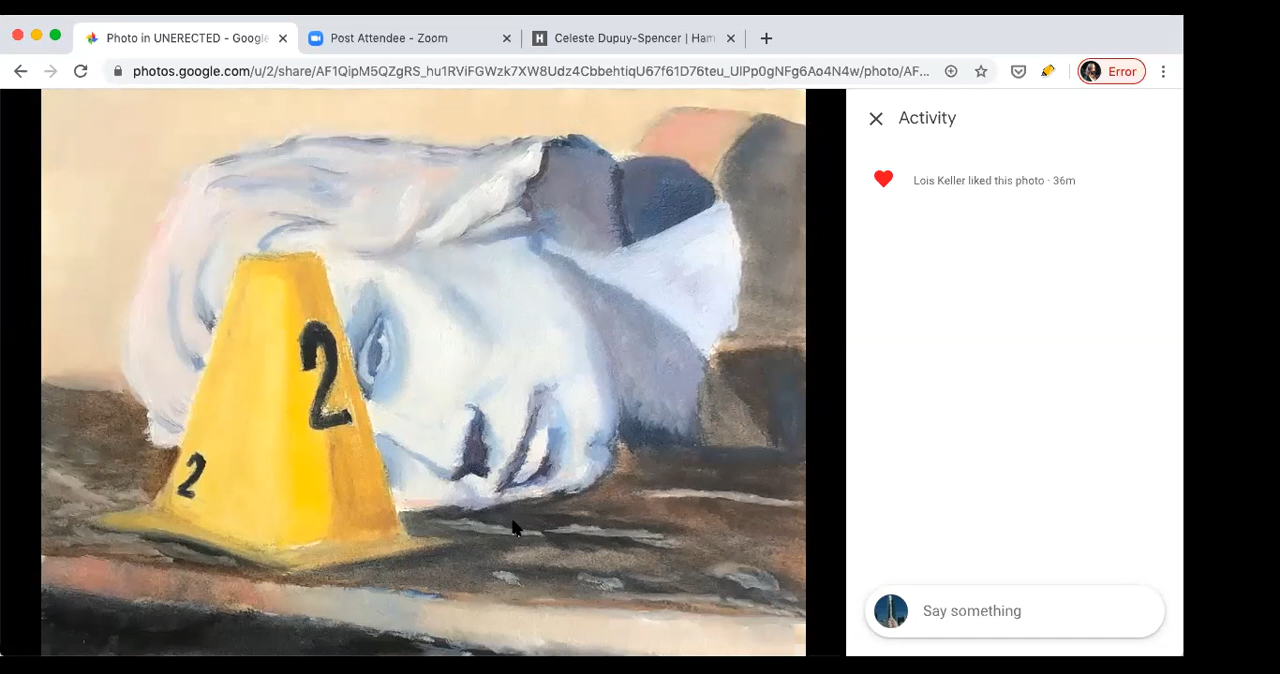 Photo in UNERECTED - Google
Post Attendee - Zoom
Celeste Dupuy-Spencer | Ham
photos.google.com/u/2/share/AF1QipM5QZgRS_hu1RViFGWzk7XW8Udz4CbbehtiqU67f61D76teu_UlPp0gNFg6Ao4N4w/photo/AF...
Error
Activity
Lois Keller liked this photo · 36m
2
2
Say something